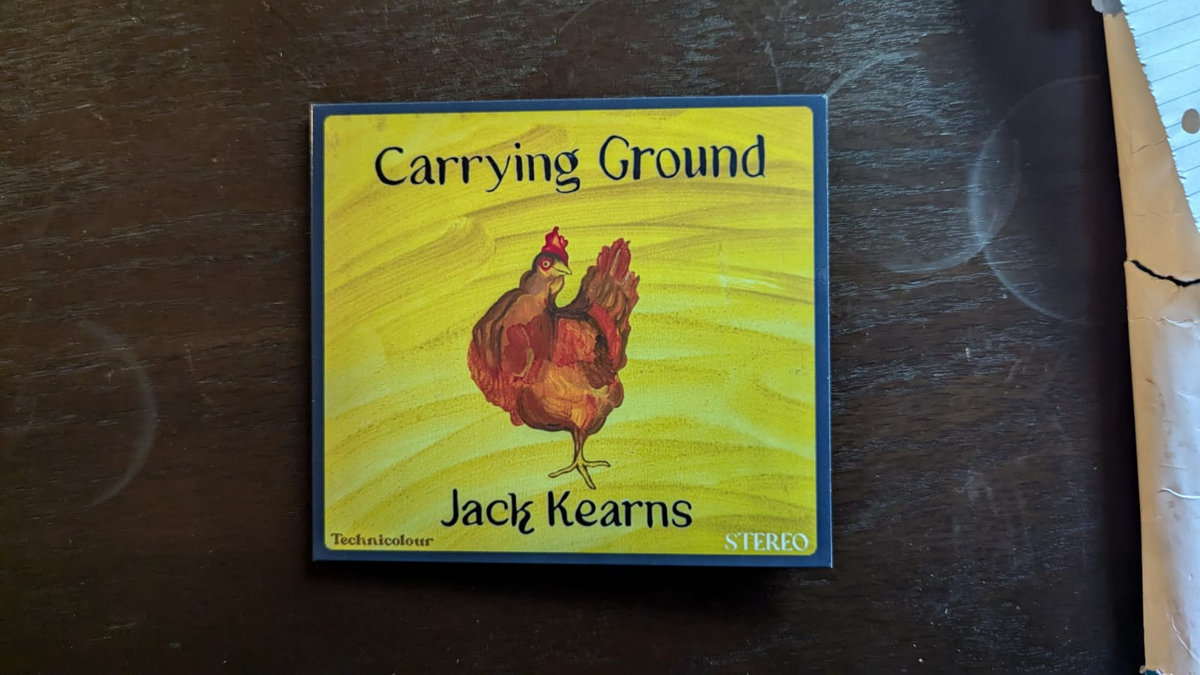 Carrying Ground
Jack Kearns
Technicolour
STEREO